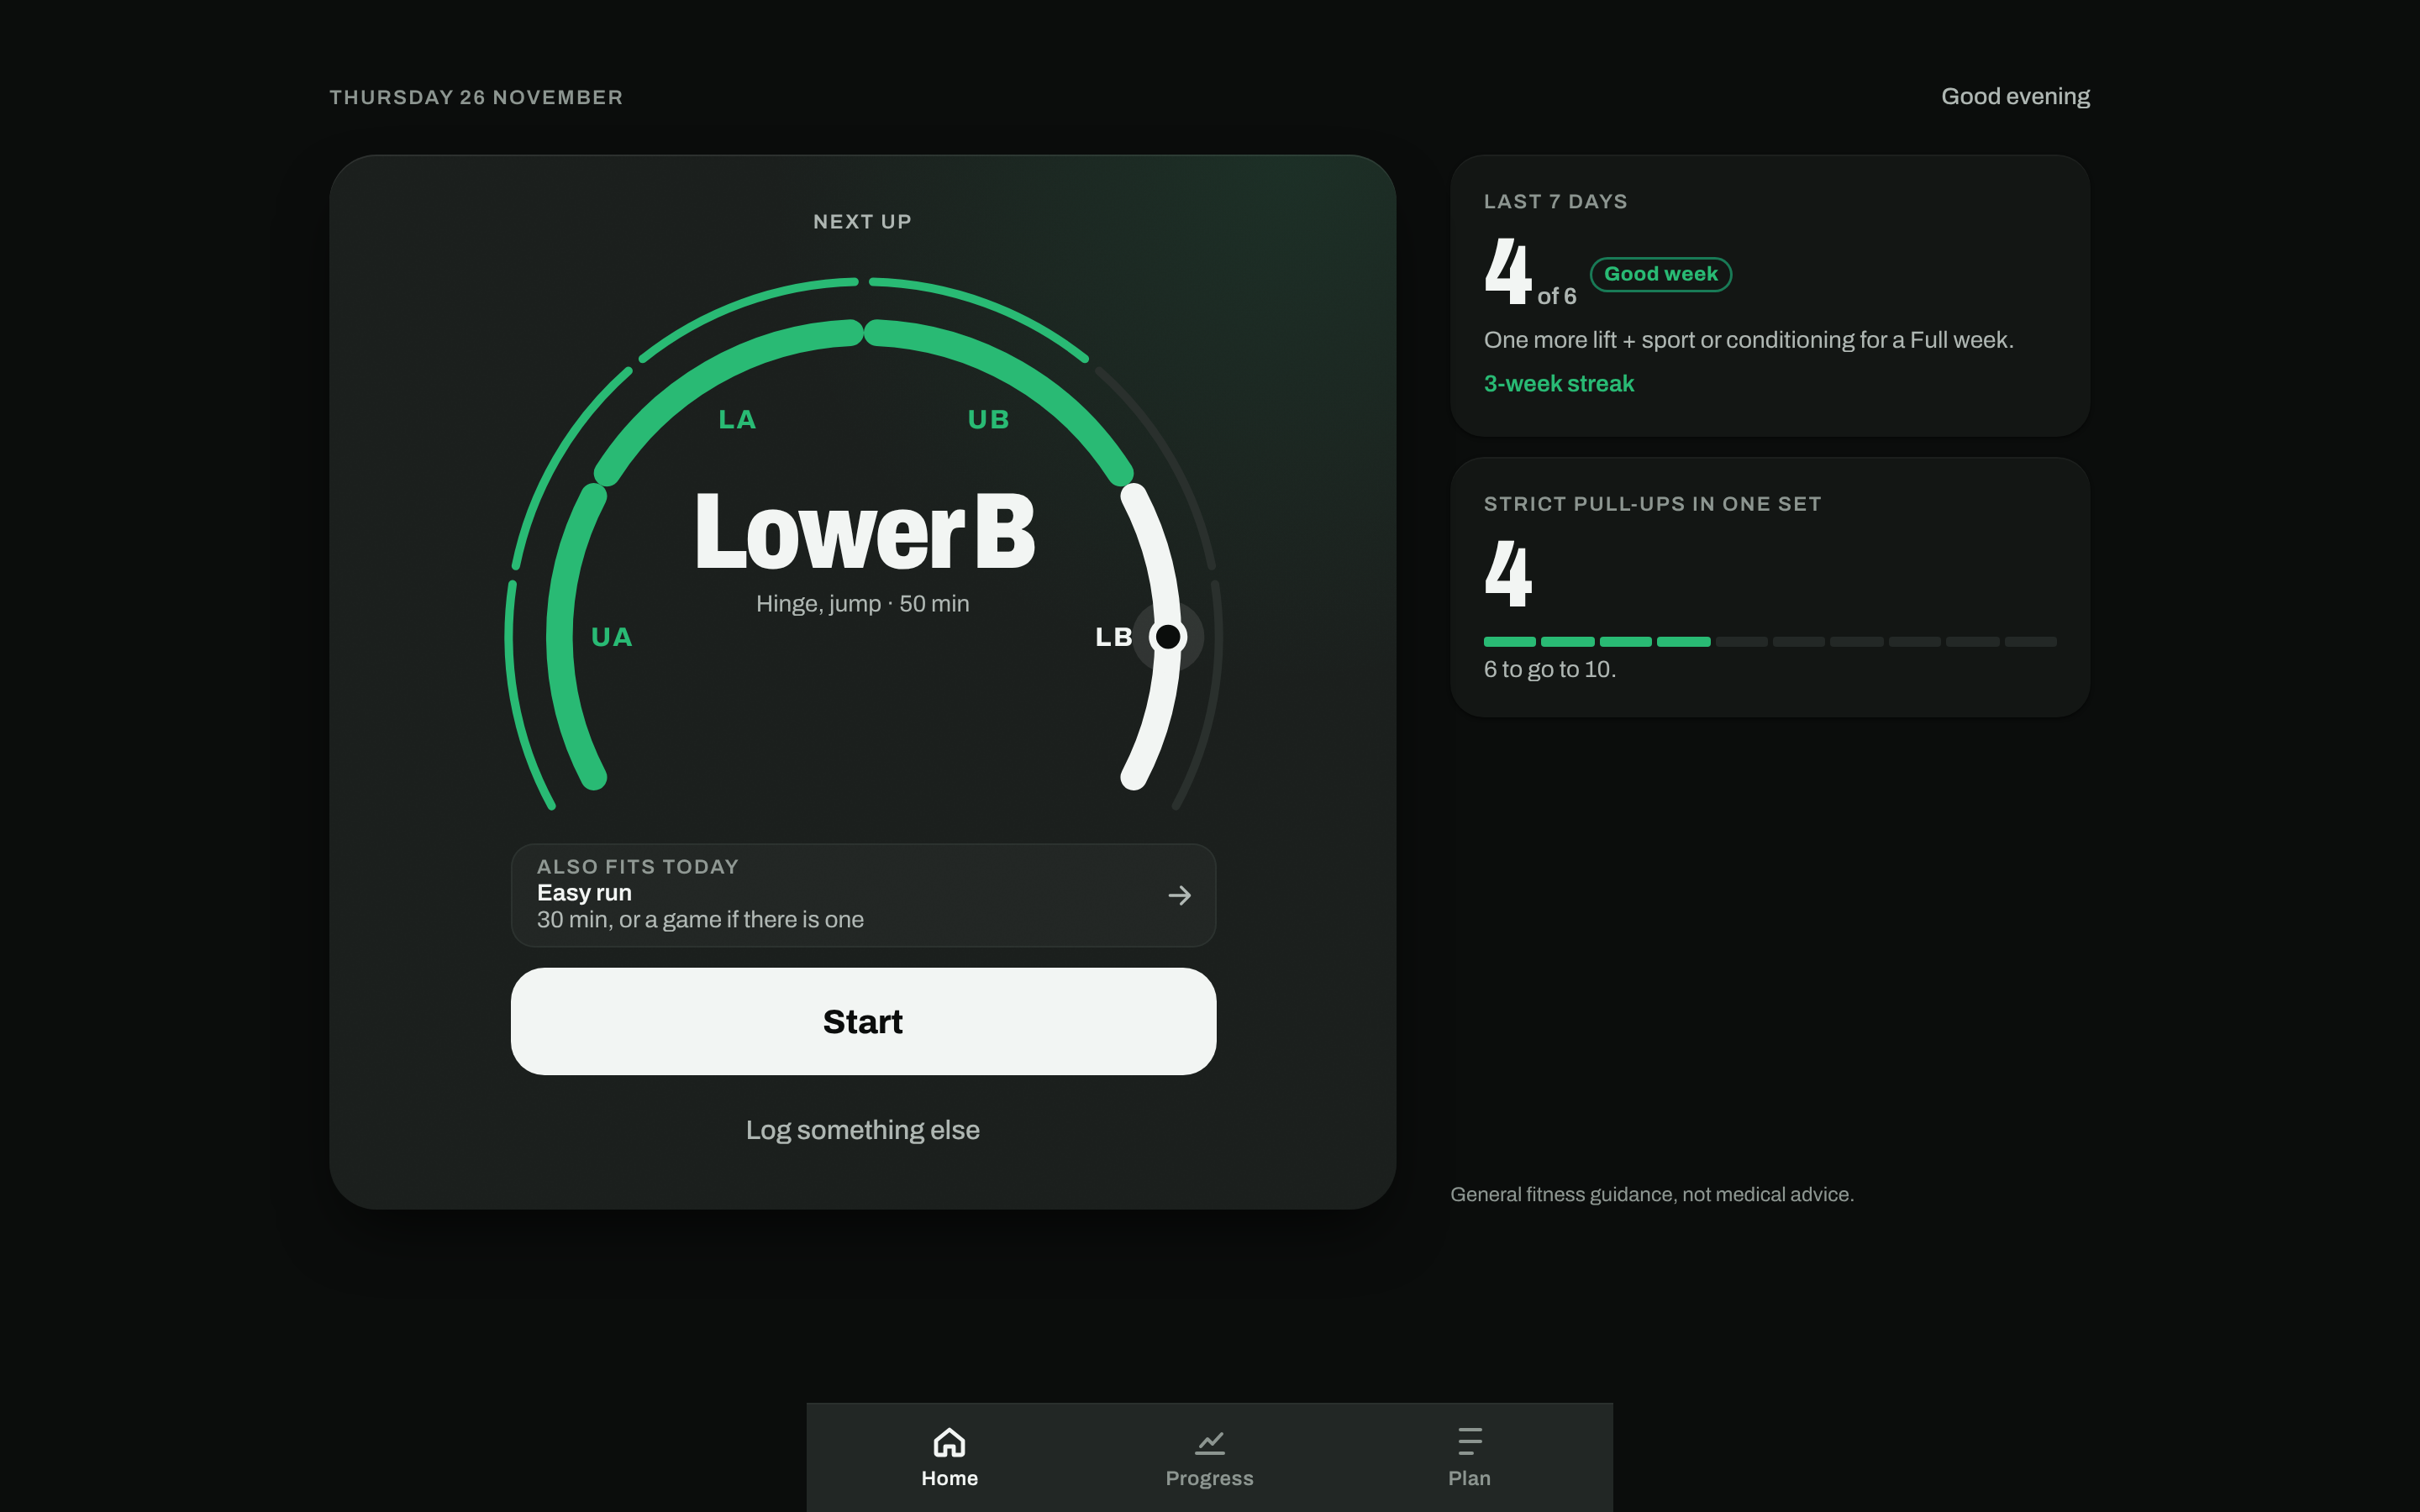 THURSDAY 26 NOVEMBER
Good evening
NEXT UP
LA
UB
Lower B
Hinge, jump · 50 min
UA
LB
ALSO FITS TODAY
Easy run
30 min, or a game if there is one
Start
Log something else
LAST 7 DAYS
4 of 6
Good week
One more lift + sport or conditioning for a Full week.
3-week streak
STRICT PULL-UPS IN ONE SET
4
6 to go to 10.
General fitness guidance, not medical advice.
Home
Progress
Plan